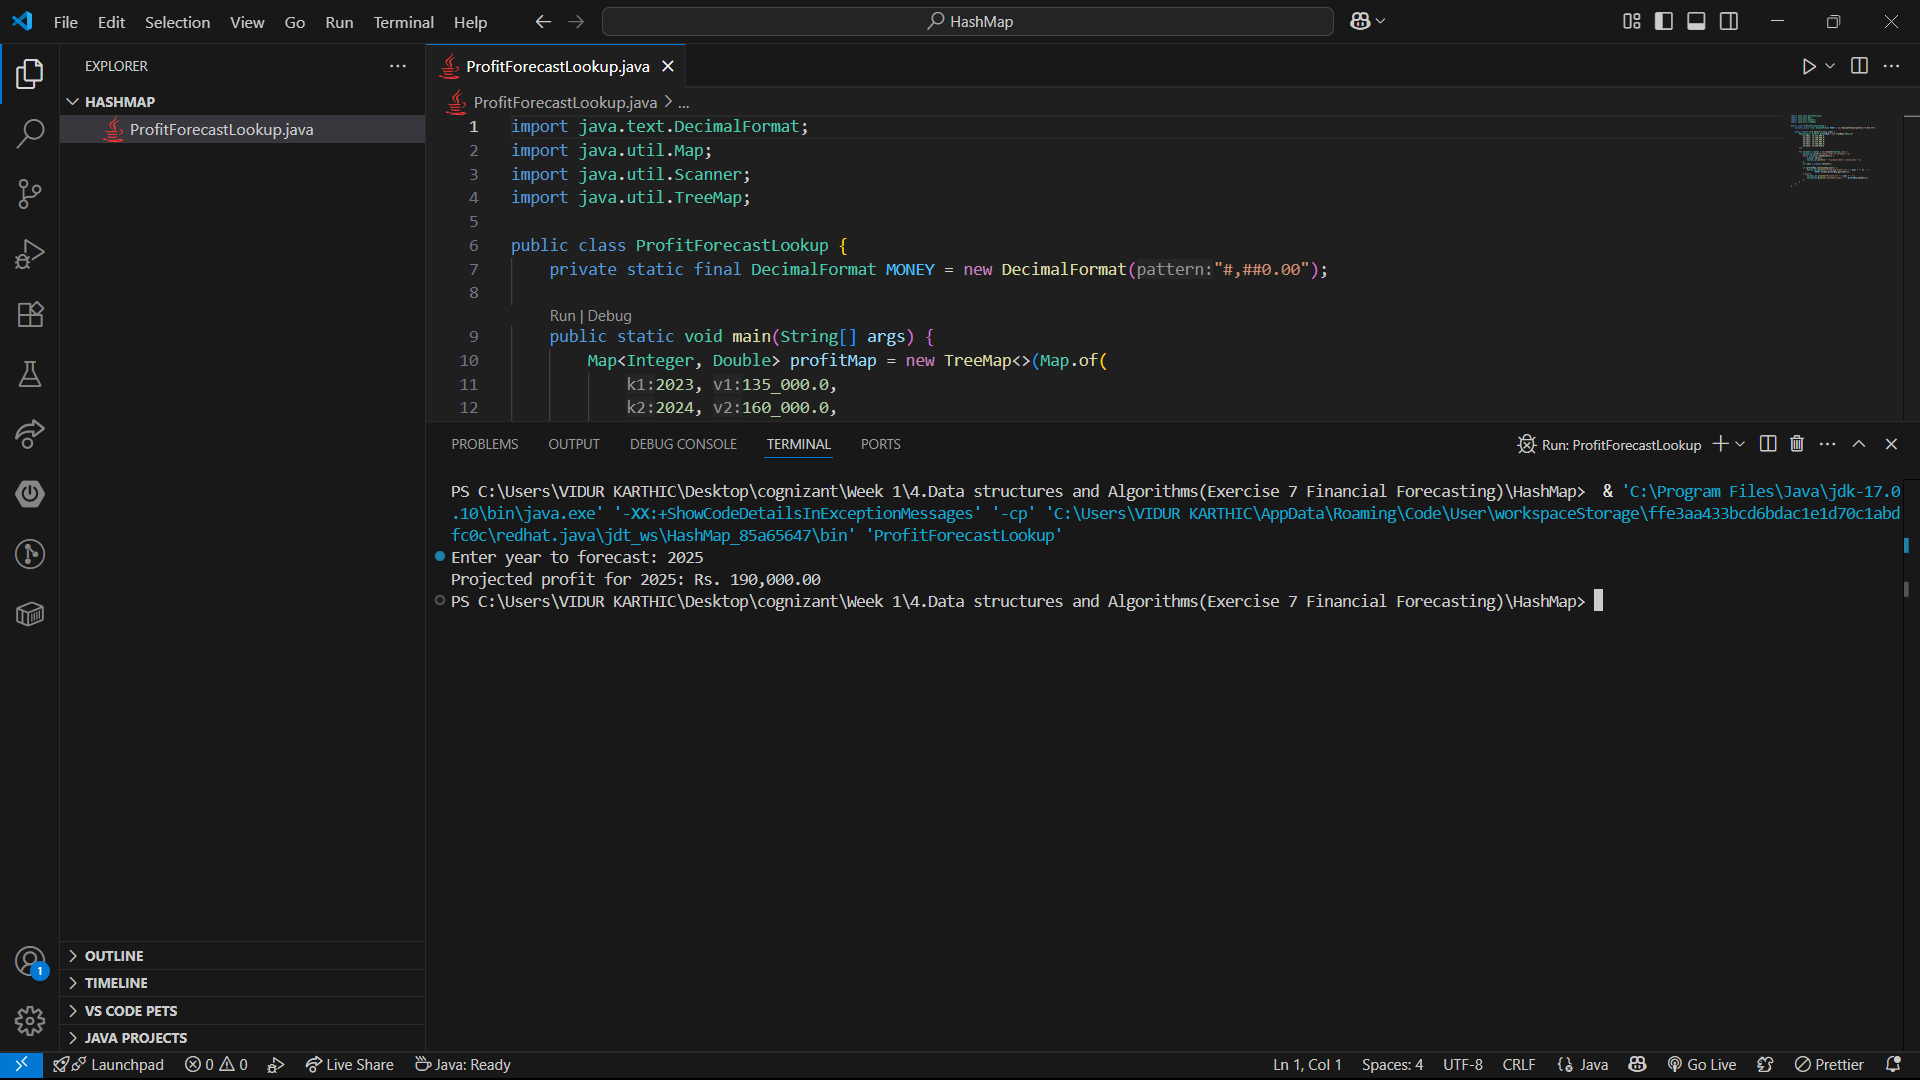 File Edit Selection View Go Run Terminal Help
HashMap
EXPLORER
HASHMAP
ProfitForecastLookup.java
ProfitForecastLookup.java
ProfitForecastLookup.java > ...
1 import java.text.DecimalFormat;
2 import java.util.Map;
3 import java.util.Scanner;
4 import java.util.TreeMap;
5
6 public class ProfitForecastLookup {
7 private static final DecimalFormat MONEY = new DecimalFormat(pattern:"#,##0.00");
8
Run | Debug
9 public static void main(String[] args) {
10 Map<Integer, Double> profitMap = new TreeMap<>(Map.of(
11 k1:2023, v1:135_000.0,
12 k2:2024, v2:160_000.0,
PROBLEMS OUTPUT DEBUG CONSOLE TERMINAL PORTS
Run: ProfitForecastLookup
PS C:\Users\VIDUR KARTHIC\Desktop\cognizant\Week 1\4.Data structures and Algorithms(Exercise 7 Financial Forecasting)\HashMap> & 'C:\Program Files\Java\jdk-17.0
.10\bin\java.exe' '-XX:+ShowCodeDetailsInExceptionMessages' '-cp' 'C:\Users\VIDUR KARTHIC\AppData\Roaming\Code\User\workspaceStorage\ffe3aa433bcd6bdac1e1d70c1abd
fc0c\redhat.java\jdt_ws\HashMap_85a65647\bin' 'ProfitForecastLookup'
Enter year to forecast: 2025
Projected profit for 2025: Rs. 190,000.00
PS C:\Users\VIDUR KARTHIC\Desktop\cognizant\Week 1\4.Data structures and Algorithms(Exercise 7 Financial Forecasting)\HashMap>
1
OUTLINE
TIMELINE
VS CODE PETS
JAVA PROJECTS
Launchpad 0 0 Live Share Java: Ready
Ln 1, Col 1 Spaces: 4 UTF-8 CRLF {} Java Go Live Prettier